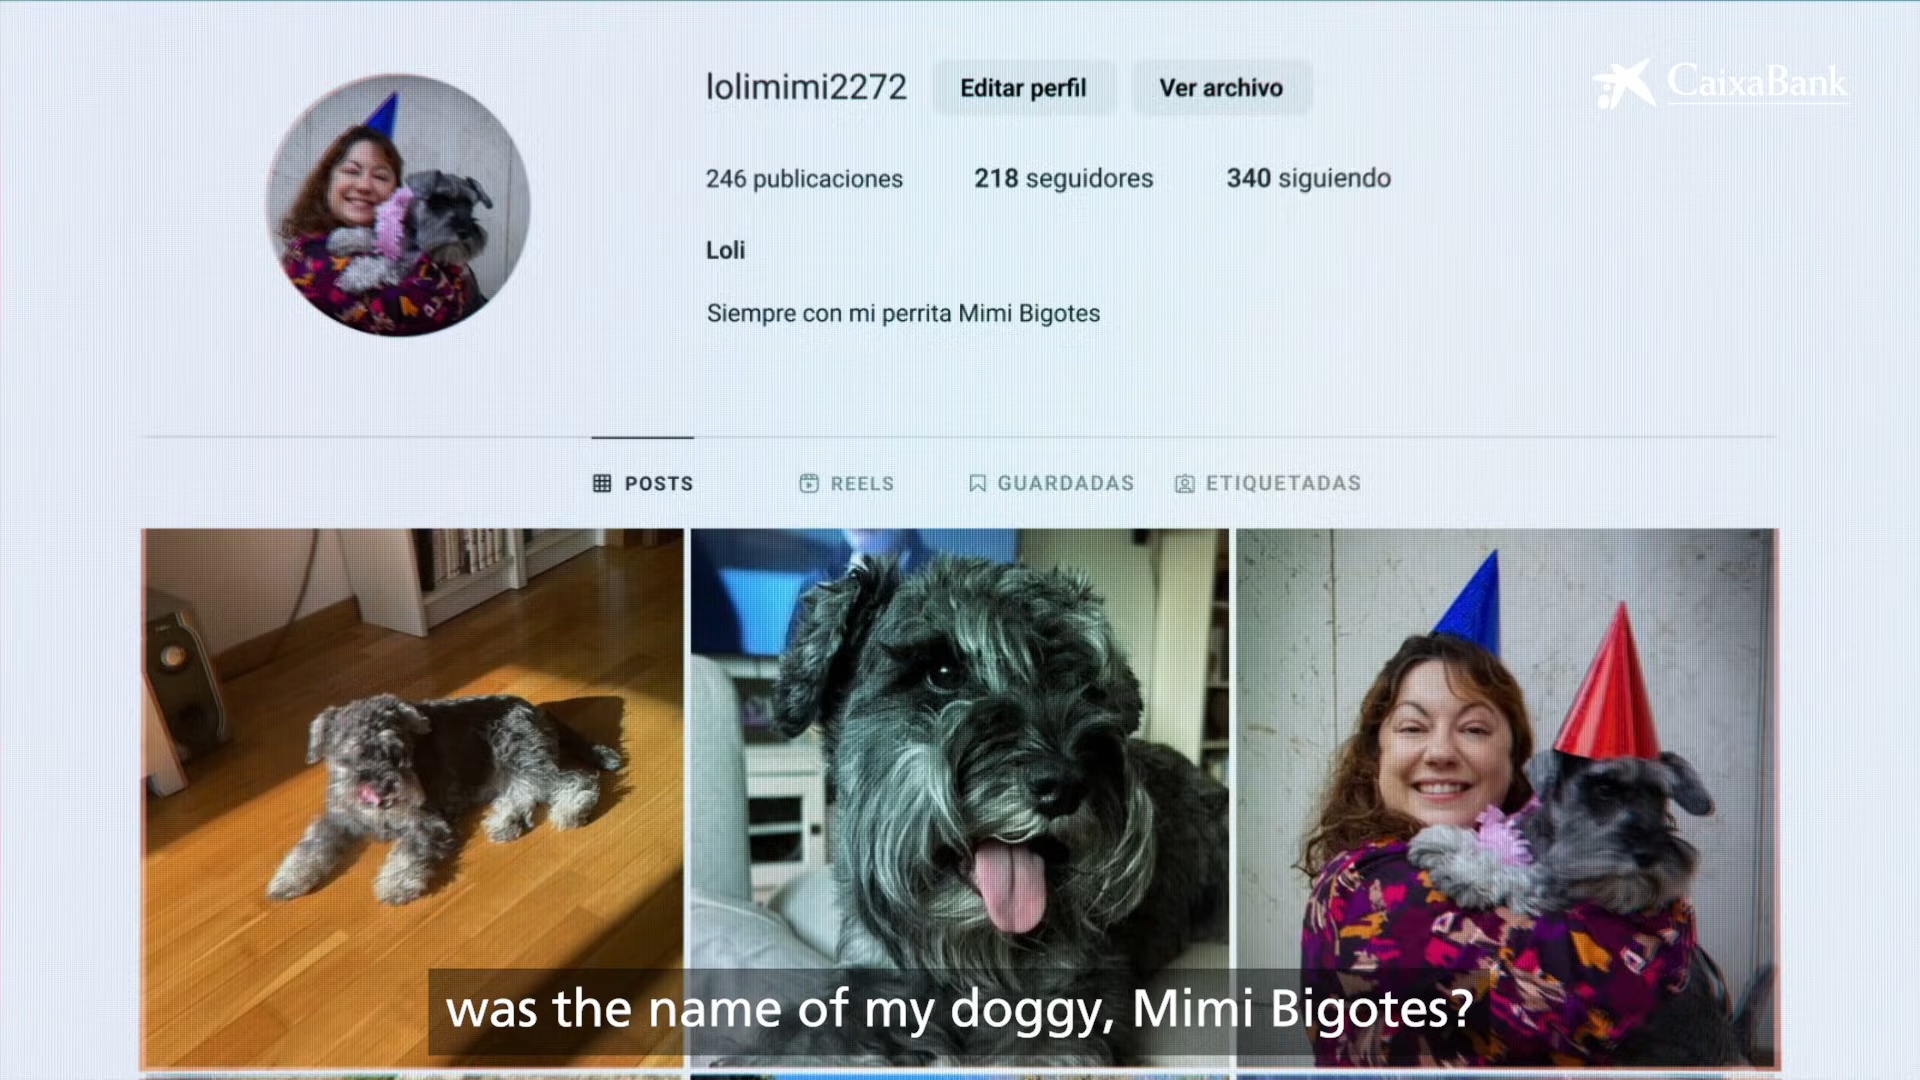 lolimimi2272 Editar perfil Ver archivo
CaixaBank
246 publicaciones 218 seguidores 340 siguiendo
Loli
Siempre con mi perrita Mimi Bigotes
POSTS REELS GUARDADAS ETIQUETADAS
was the name of my doggy, Mimi Bigotes?